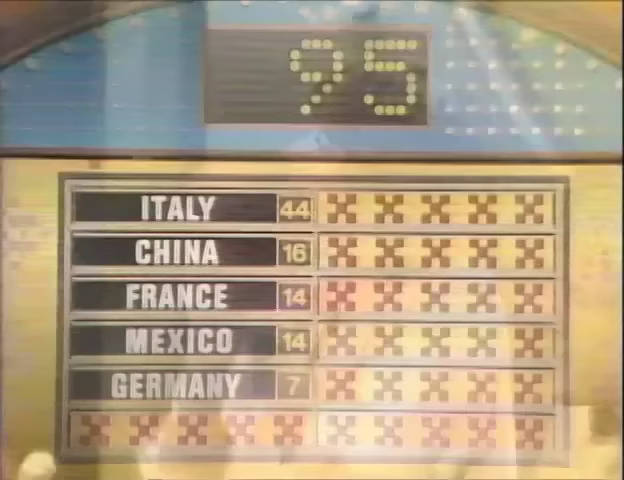 95
ITALY 44
CHINA 16
FRANCE 14
MEXICO 14
GERMANY 7